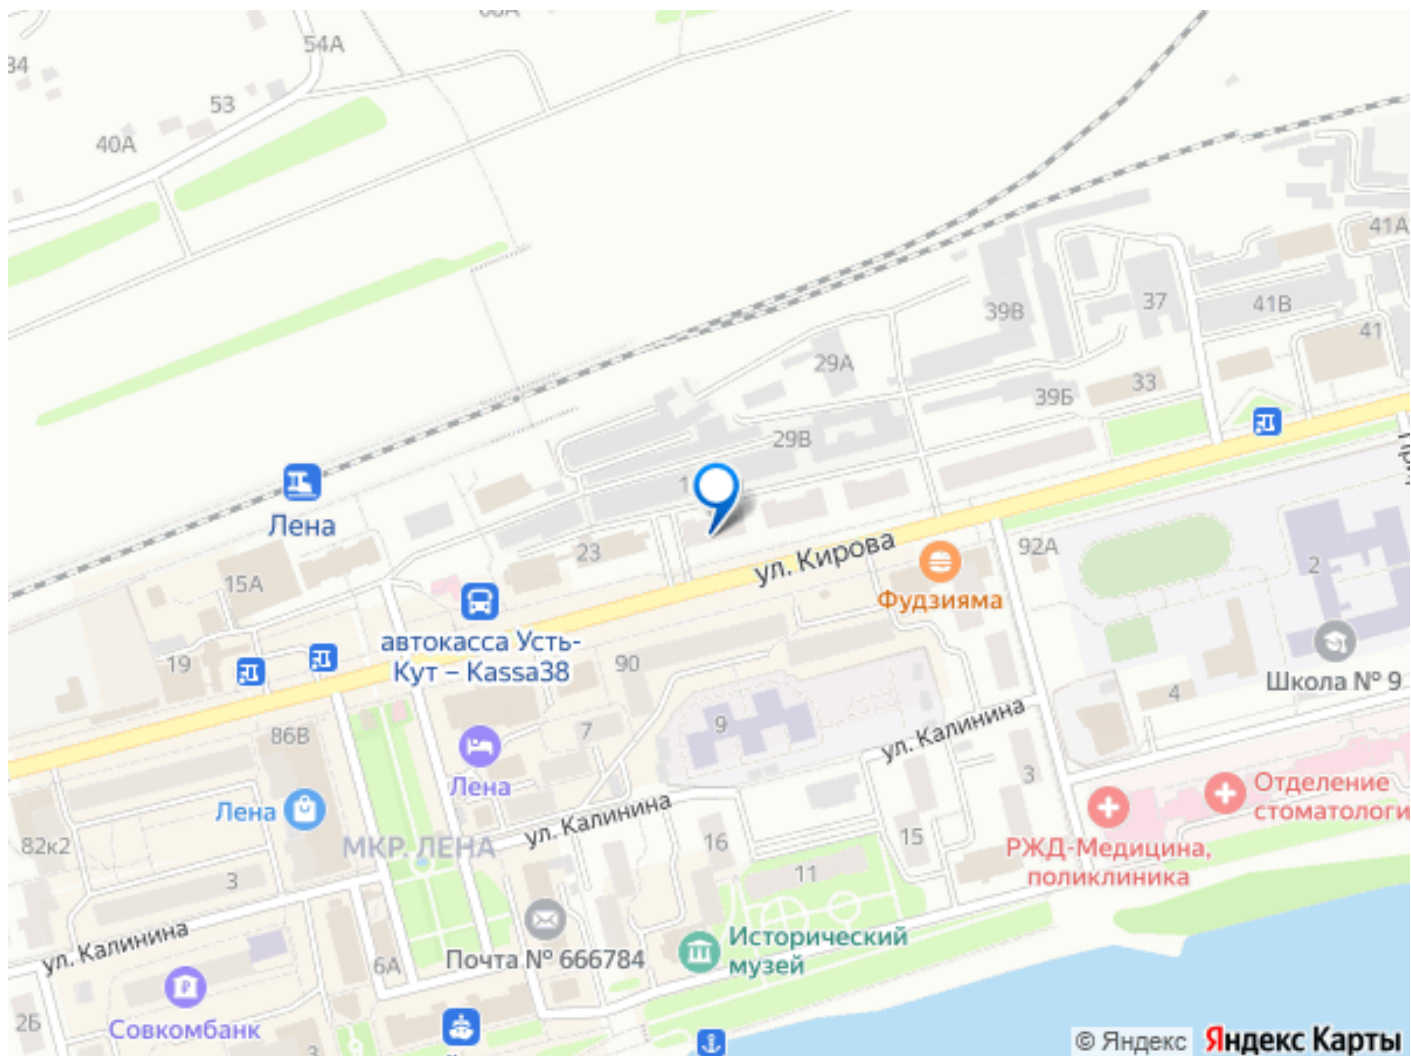 54А
34
53
40А
41А
39В
37
41В
41
29А
33
39Б
29В
Лена
ул. Кирова
92А
2
23
15А
Фудзияма
автокасса Усть-
Кут – Kassa38
19
90
Школа № 9
4
7
9
ул. Калинина
86В
Лена
3
Лена
ул. Калинина
Отделение
82к2
МКР. ЛЕНА
16
15
РЖД-Медицина,
поликлиника
3
11
ул. Калинина
Исторический
музей
6А
Почта № 666784
2Б
Совкомбанк
3
© Яндекс Яндекс Карты